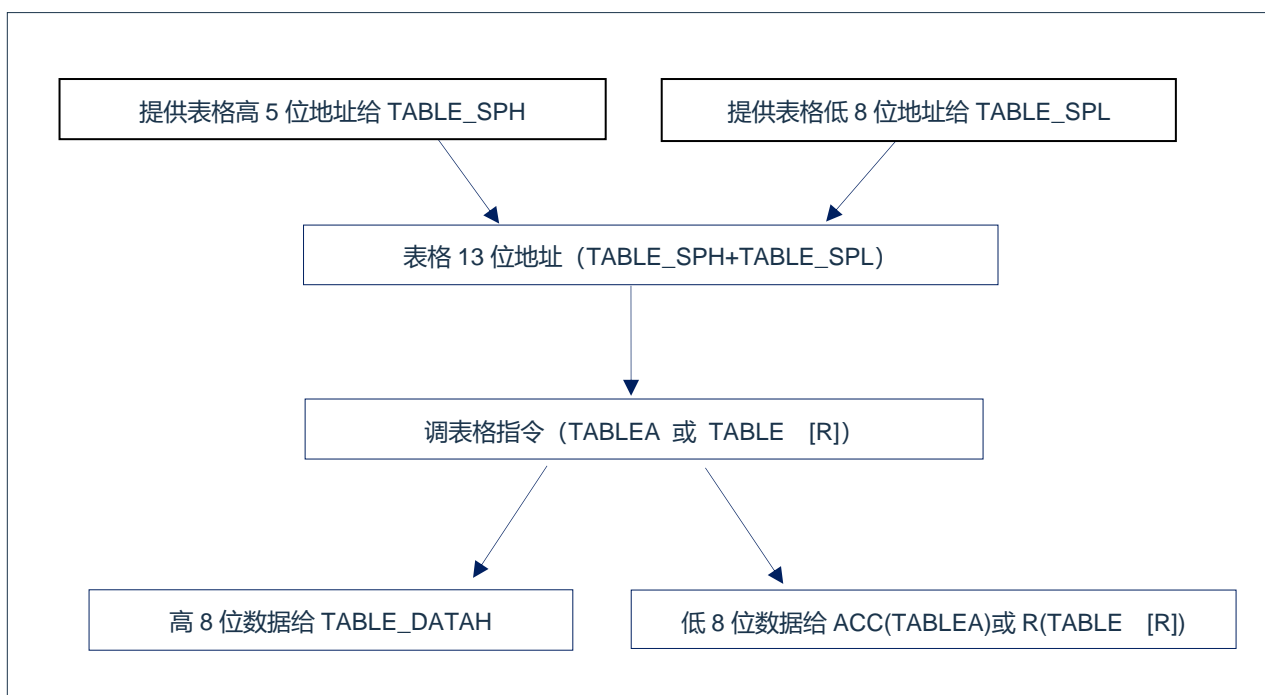 提供表格高 5 位地址给 TABLE_SPH
提供表格低 8 位地址给 TABLE_SPL
表格 13 位地址（TABLE_SPH+TABLE_SPL）
调表格指令（TABLEA 或 TABLE [R]）
高 8 位数据给 TABLE_DATAH
低 8 位数据给 ACC(TABLEA)或 R(TABLE [R])